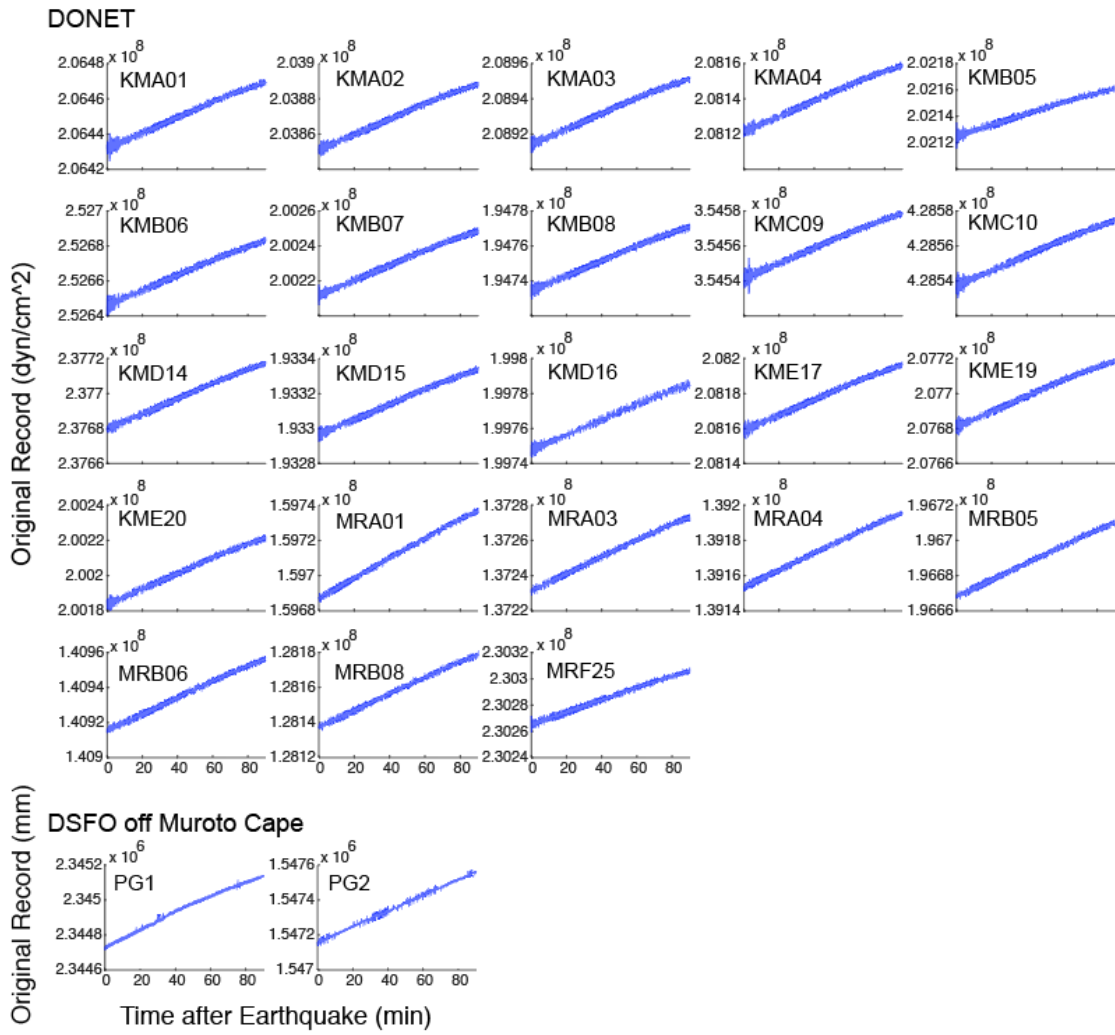 DONET
x 10^8 x 10^8 x 10^8 x 10^8 x 10^8
2.0648 2.039 2.0896 2.0816 2.0218
KMA01 KMA02 KMA03 KMA04 KMB05
2.0646 2.0388 2.0894 2.0814 2.0216
2.0214
2.0644 2.0386 2.0892 2.0812 2.0212
2.0642
x 10^8 x 10^8 x 10^8 x 10^8 x 10^8
2.527 2.0026 1.9478 3.5458 4.2858
KMB06 KMB07 KMB08 KMC09 KMC10
2.5268 2.0024 1.9476 3.5456 4.2856
2.5266 2.0022 1.9474 3.5454 4.2854
2.5264
Original Record (dyn/cm^2)
x 10^8 x 10^8 x 10^8 x 10^8 x 10^8
2.3772 1.9334 1.998 2.082 2.0772
KMD14 KMD15 KMD16 KME17 KME19
2.377 1.9332 1.9978 2.0818 2.077
2.3768 1.933 1.9976 2.0816 2.0768
2.3766 1.9328 1.9974 2.0814 2.0766
x 10^8 x 10^8 x 10^8 x 10^8 x 10^8
2.0024 1.5974 1.3728 1.392 1.9672
KME20 MRA01 MRA03 MRA04 MRB05
2.0022 1.5972 1.3726 1.3918 1.967
2.002 1.597 1.3724 1.3916 1.9668
2.0018 1.5968 1.3722 1.3914 1.9666
x 10^8 x 10^8 x 10^8
1.4096 1.2818 2.3032
MRB06 MRB08 MRF25
1.4094 1.2816 2.303
2.3028
1.4092 1.2814 2.3026
1.409 1.2812 2.3024
0 20 40 60 80 0 20 40 60 80 0 20 40 60 80
DSFO off Muroto Cape
Original Record (mm)
x 10^6 x 10^6
2.3452 1.5476
PG1 PG2
2.345 1.5474
2.3448 1.5472
2.3446 1.547
0 20 40 60 80 0 20 40 60 80
Time after Earthquake (min)